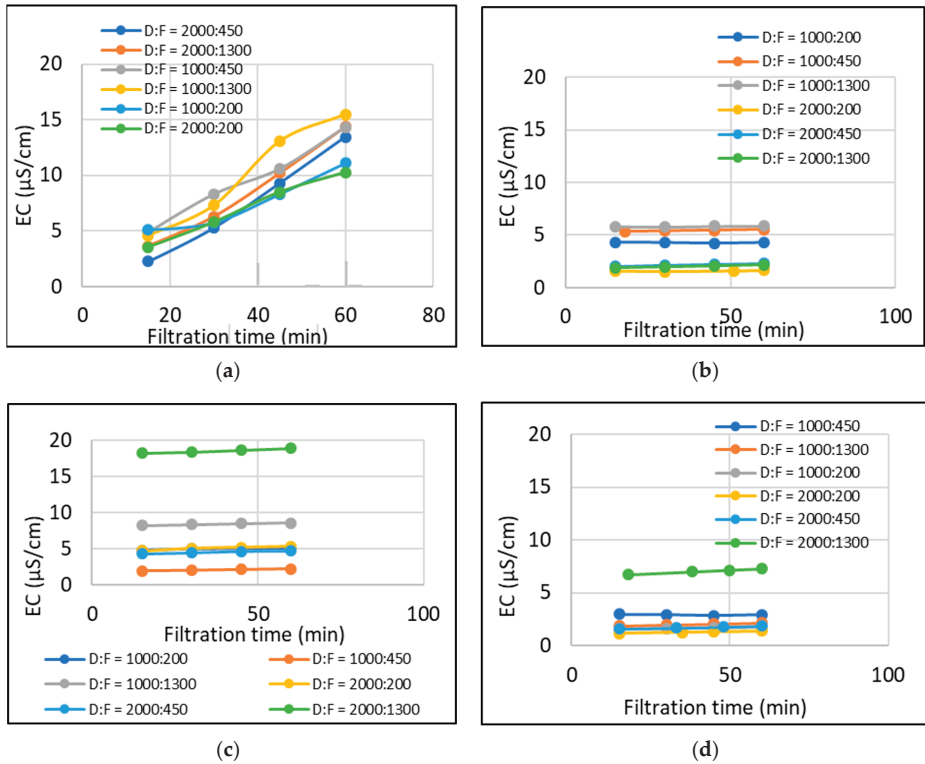 D:F = 2000:450
D:F = 2000:1300
D:F = 1000:450
D:F = 1000:1300
D:F = 1000:200
D:F = 2000:200
EC (µS/cm)
20
15
10
5
0
0 20 40 60 80
Filtration time (min)
(a)
D:F = 1000:200
D:F = 1000:450
D:F = 1000:1300
D:F = 2000:200
D:F = 2000:450
D:F = 2000:1300
EC (µS/cm)
20
15
10
5
0
0 50 100
Filtration time (min)
(b)
EC (µS/cm)
20
15
10
5
0
0 50 100
Filtration time (min)
D:F = 1000:200 D:F = 1000:450
D:F = 1000:1300 D:F = 2000:200
D:F = 2000:450 D:F = 2000:1300
(c)
D:F = 1000:450
D:F = 1000:1300
D:F = 1000:200
D:F = 2000:200
D:F = 2000:450
D:F = 2000:1300
EC (µS/cm)
20
15
10
5
0
0 50 100
Filtration time (min)
(d)